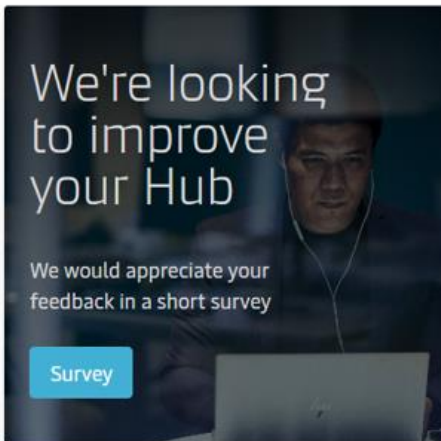 We're looking
to improve
your Hub
We would appreciate your
feedback in a short survey
Survey